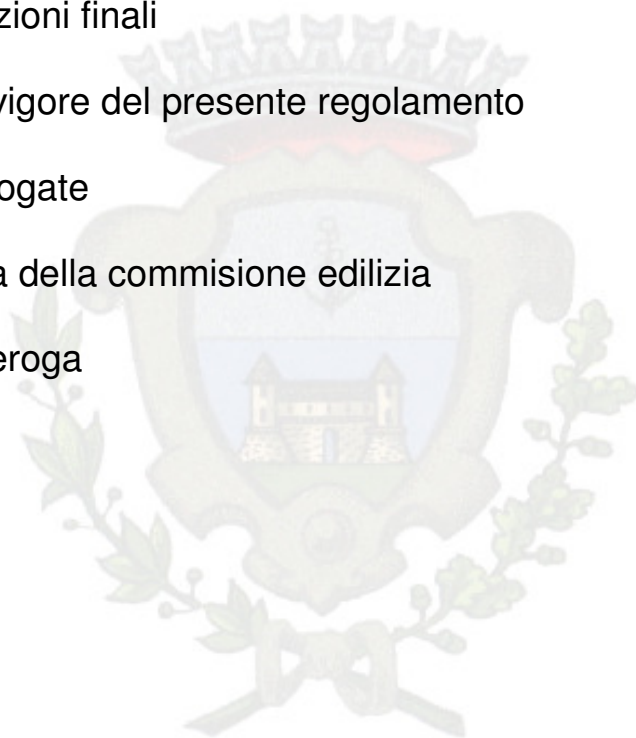 zioni finali
vigore del presente regolamento
ogate
a della commisione edilizia
eroga